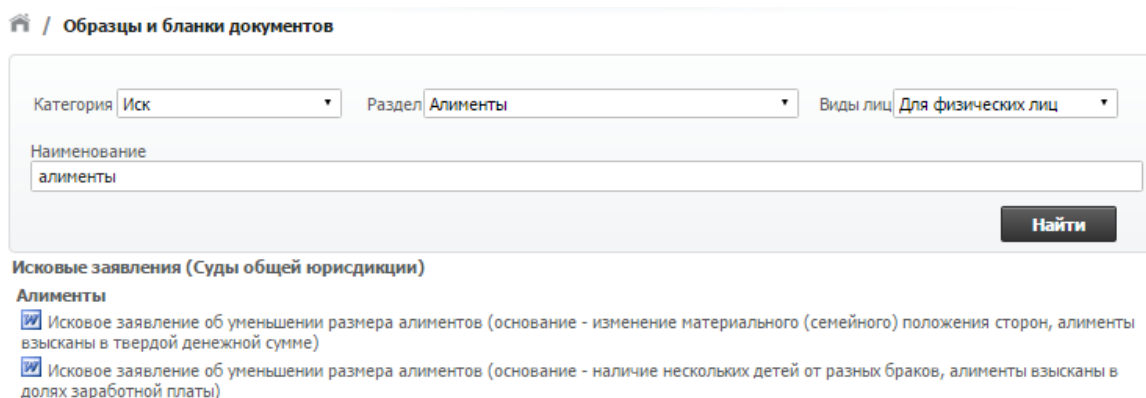 / Образцы и бланки документов
Категория Иск Раздел Алименты Виды лиц Для физических лиц
Наименование
алименты
Найти
Исковые заявления (Суды общей юрисдикции)
Алименты
Исковое заявление об уменьшении размера алиментов (основание - изменение материального (семейного) положения сторон, алименты
взысканы в твердой денежной сумме)
Исковое заявление об уменьшении размера алиментов (основание - наличие нескольких детей от разных браков, алименты взысканы в
долях заработной платы)